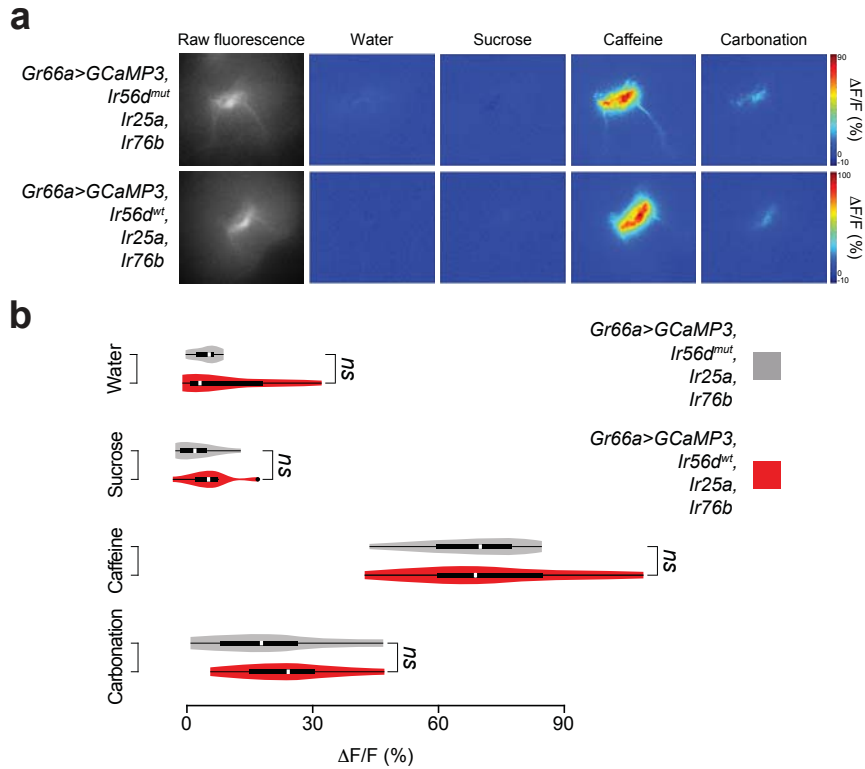 a
Raw fluorescence Water Sucrose Caffeine Carbonation
Gr66a>GCaMP3,
Ir56d^mut
Ir25a,
Ir76b
90
0
-10
ΔF/F (%)
Gr66a>GCaMP3,
Ir56d^wt,
Ir25a,
Ir76b
100
0
-10
ΔF/F (%)
b
Water
ns
Sucrose
ns
Caffeine
ns
Carbonation
ns
0 30 60 90
ΔF/F (%)
Gr66a>GCaMP3,
Ir56d^mut,
Ir25a,
Ir76b
Gr66a>GCaMP3,
Ir56d^wt,
Ir25a,
Ir76b